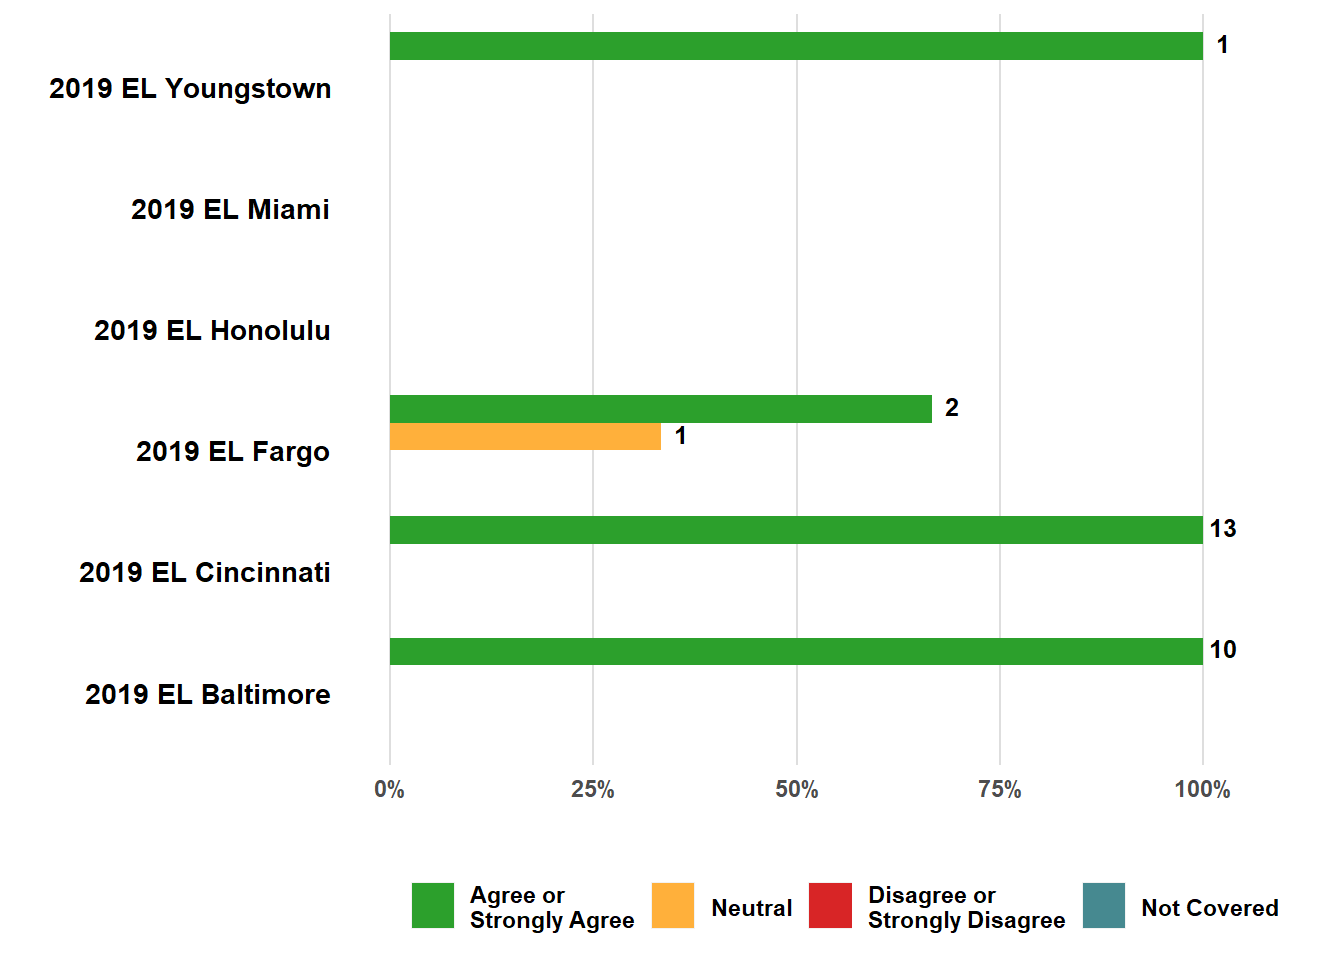 1
2019 EL Youngstown
2019 EL Miami
2019 EL Honolulu
2
1
2019 EL Fargo
13
2019 EL Cincinnati
10
2019 EL Baltimore
0% 25% 50% 75% 100%
Agree or
Strongly Agree
Neutral
Disagree or
Strongly Disagree
Not Covered